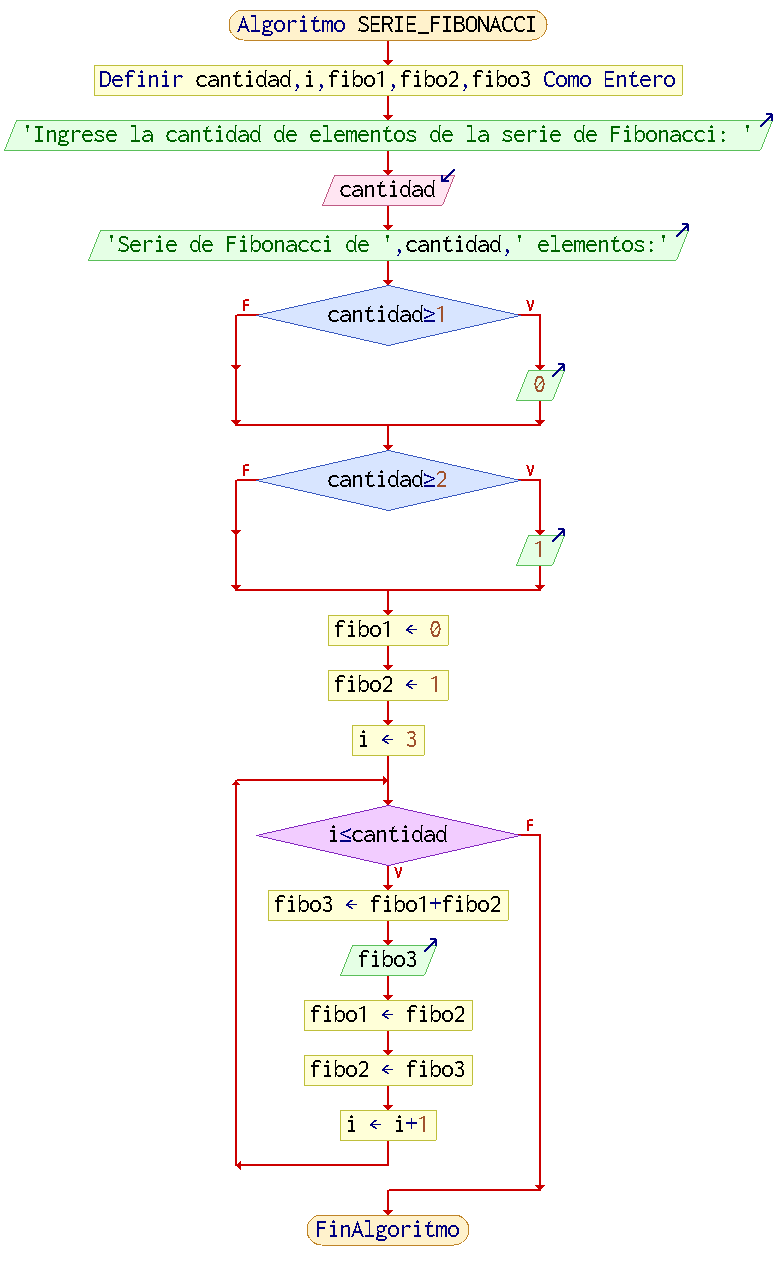 Algoritmo SERIE_FIBONACCI
Definir cantidad,i,fibo1,fibo2,fibo3 Como Entero
'Ingrese la cantidad de elementos de la serie de Fibonacci: '
cantidad
'Serie de Fibonacci de ',cantidad,' elementos:'
F
cantidad≥1
V
0
F
cantidad≥2
V
1
fibo1 ← 0
fibo2 ← 1
i ← 3
i≤cantidad
F
V
fibo3 ← fibo1+fibo2
fibo3
fibo1 ← fibo2
fibo2 ← fibo3
i ← i+1
FinAlgoritmo